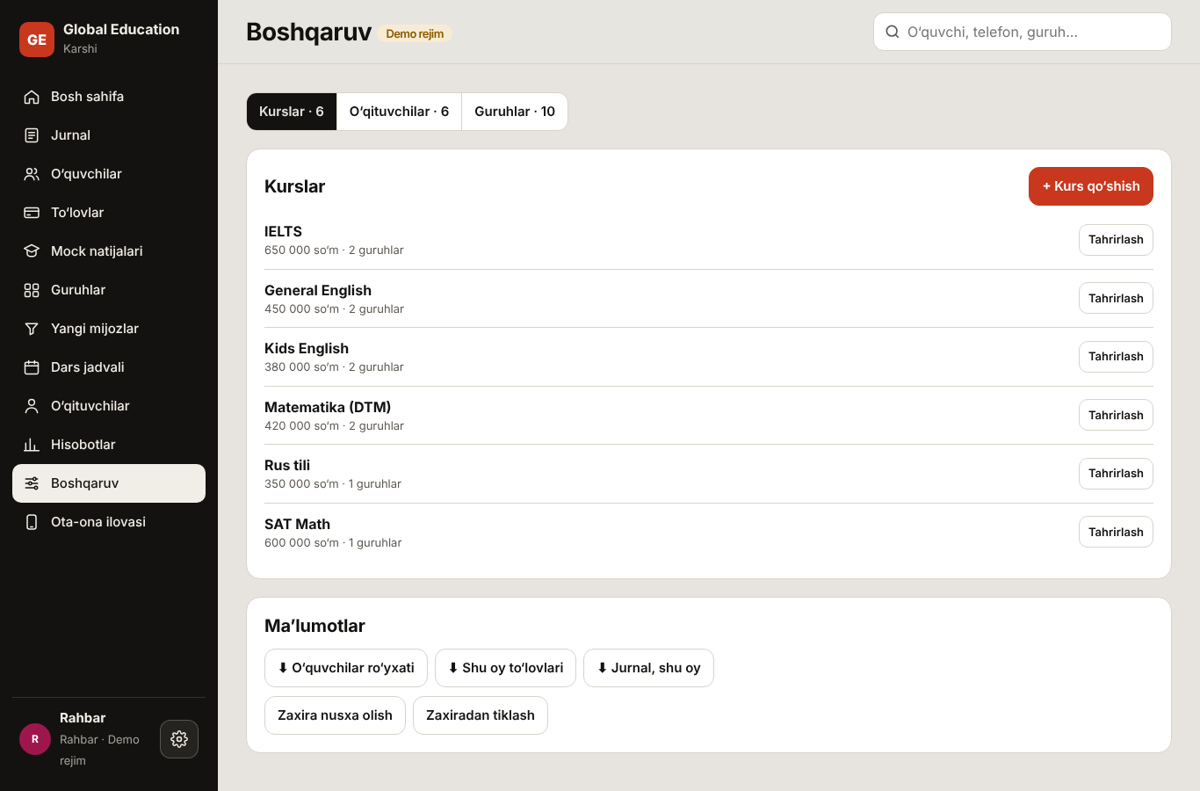 GE
Global Education
Karshi
Bosh sahifa
Jurnal
O‘quvchilar
To‘lovlar
Mock natijalari
Guruhlar
Yangi mijozlar
Dars jadvali
O‘qituvchilar
Hisobotlar
Boshqaruv
Ota-ona ilovasi
R
Rahbar
Rahbar · Demo
rejim
Boshqaruv Demo rejim
O‘quvchi, telefon, guruh...
Kurslar · 6 O‘qituvchilar · 6 Guruhlar · 10
Kurslar
+ Kurs qo‘shish
IELTS
650 000 so‘m · 2 guruhlar
Tahrirlash
General English
450 000 so‘m · 2 guruhlar
Tahrirlash
Kids English
380 000 so‘m · 2 guruhlar
Tahrirlash
Matematika (DTM)
420 000 so‘m · 2 guruhlar
Tahrirlash
Rus tili
350 000 so‘m · 1 guruhlar
Tahrirlash
SAT Math
600 000 so‘m · 1 guruhlar
Tahrirlash
Ma’lumotlar
⬇ O‘quvchilar ro‘yxati ⬇ Shu oy to‘lovlari ⬇ Jurnal, shu oy
Zaxira nusxa olish Zaxiradan tiklash